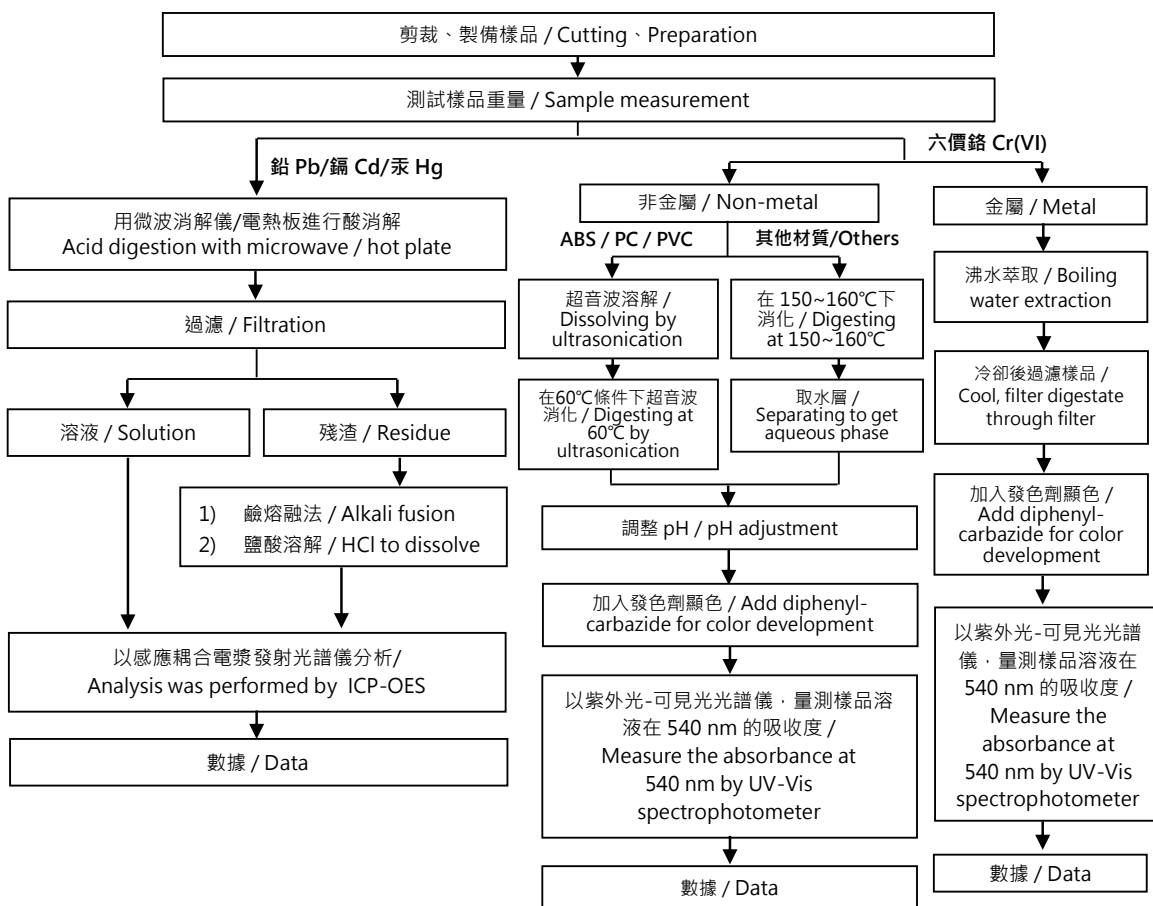 剪裁、製備樣品 / Cutting、Preparation
測試樣品重量 / Sample measurement
鉛 Pb/鎘 Cd/汞 Hg
六價鉻 Cr(VI)
用微波消解儀/電熱板進行酸消解
Acid digestion with microwave / hot plate
過濾 / Filtration
溶液 / Solution
殘渣 / Residue
1) 鹼熔融法 / Alkali fusion
2) 鹽酸溶解 / HCl to dissolve
以感應耦合電漿發射光譜儀分析/
Analysis was performed by ICP-OES
數據 / Data
非金屬 / Non-metal
ABS / PC / PVC
其他材質/Others
超音波溶解 /
Dissolving by
ultrasonication
在60℃條件下超音波
消化 / Digesting at
60℃ by
ultrasonication
在 150~160℃下
消化 / Digesting
at 150~160℃
取水層 /
Separating to get
aqueous phase
調整 pH / pH adjustment
加入發色劑顯色 / Add diphenyl-
carbazide for color development
以紫外光-可見光光譜儀，量測樣品溶
液在 540 nm 的吸收度 /
Measure the absorbance at
540 nm by UV-Vis
spectrophotometer
數據 / Data
金屬 / Metal
沸水萃取 / Boiling
water extraction
冷卻後過濾樣品 /
Cool, filter digestate
through filter
加入發色劑顯色 /
Add diphenyl-
carbazide for color
development
以紫外光-可見光光譜
儀，量測樣品溶液在
540 nm 的吸收度 /
Measure the
absorbance at
540 nm by UV-Vis
spectrophotometer
數據 / Data